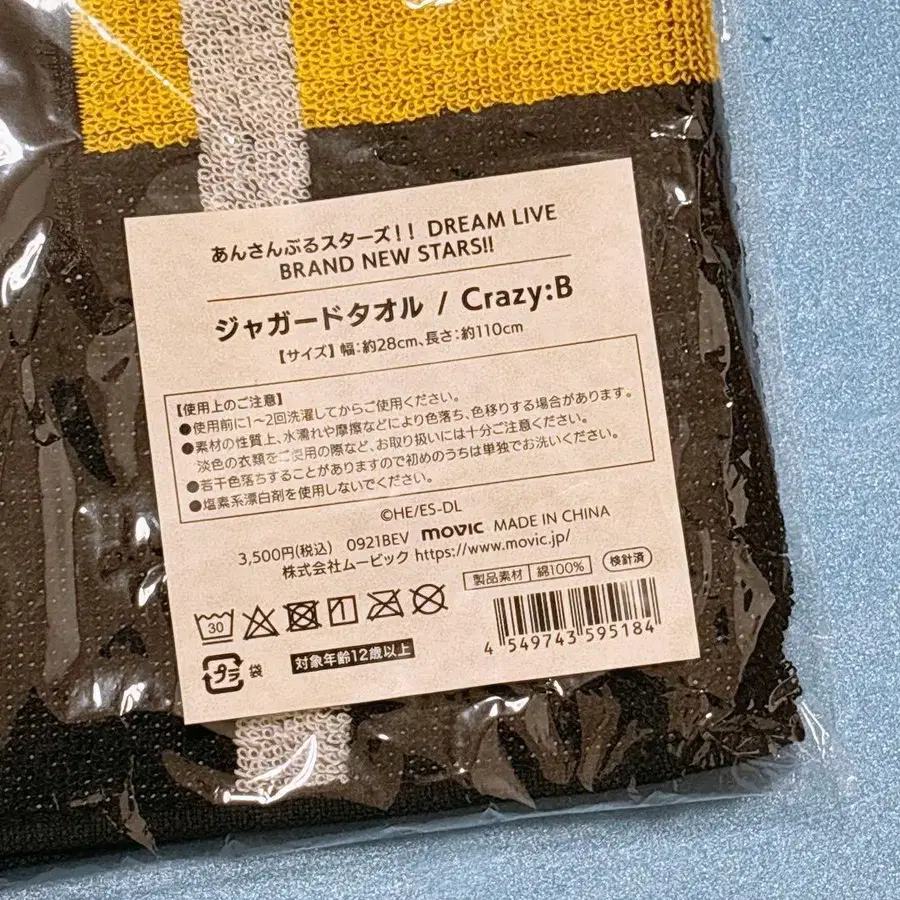 あんさんぶるスターズ!! DREAM LIVE
BRAND NEW STARS!!
ジャガードタオル / Crazy:B
【サイズ】幅:約28cm、長さ:約110cm
【使用上のご注意】
●使用前に1〜2回洗濯してからご使用ください。
●素材の性質上、水濡れや摩擦などにより色落ち、色移りする場合があります。
淡色の衣類をご使用の際など、お取り扱いには十分ご注意ください。
●若干色落ちすることがありますので初めのうちは単独でお洗いください。
●塩素系漂白剤を使用しないでください。
©HE/ES-DL
3,500円(税込) 0921BEV movic MADE IN CHINA
株式会社ムービック https://www.movic.jp/
製品素材 綿100% 検針済
30
4 549743 595184
プラ 袋 対象年齢12歳以上